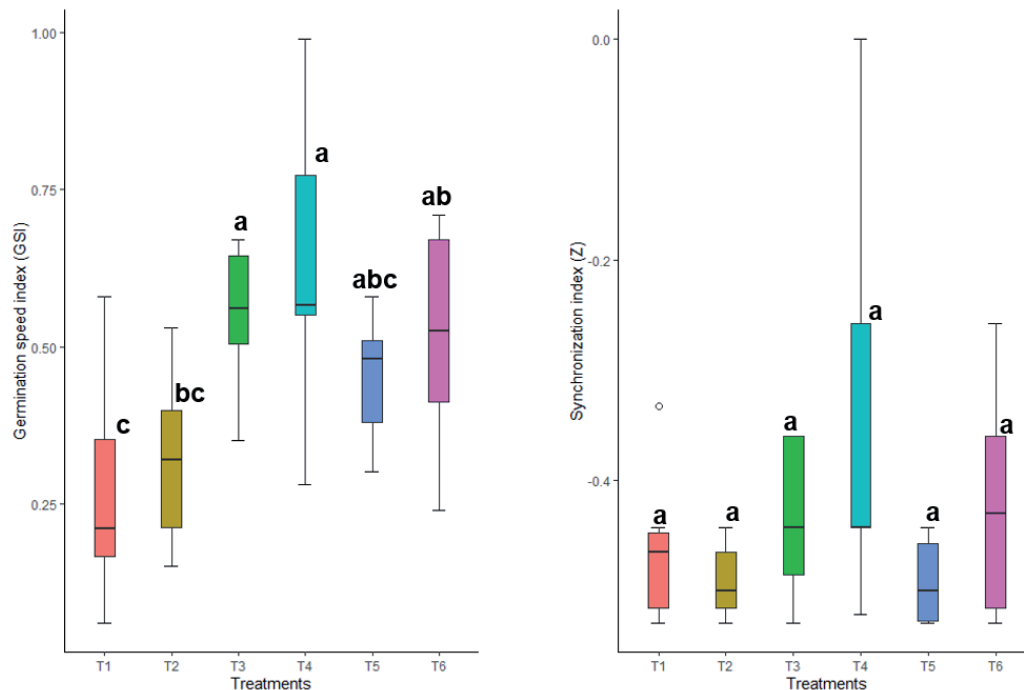 Germination speed index (GSI)
1.00
0.75
0.50
0.25
c
bc
a
a
abc
ab
T1 T2 T3 T4 T5 T6
Treatments
Synchronization index (Z)
0.0
-0.2
-0.4
a
a
a
a
a
a
T1 T2 T3 T4 T5 T6
Treatments